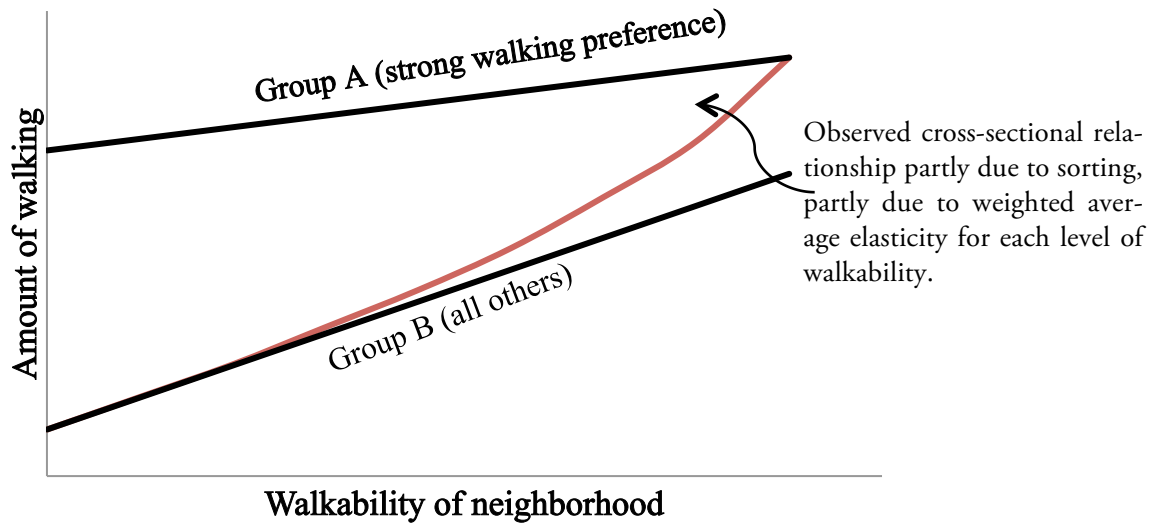 Group A (strong walking preference)
Observed cross-sectional rela-
tionship partly due to sorting,
partly due to weighted aver-
age elasticity for each level of
walkability.
Amount of walking
Group B (all others)
Walkability of neighborhood